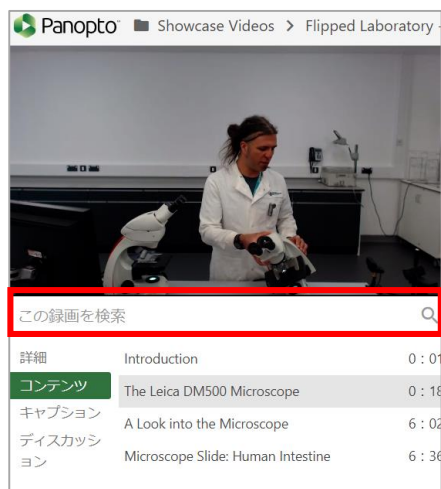 Panopto Showcase Videos > Flipped Laboratory -
この録画を検索
詳細
Introduction 0:01
コンテンツ
The Leica DM500 Microscope 0:18
キャプション
A Look into the Microscope 6:02
ディスカッシ
ョン
Microscope Slide: Human Intestine 6:36